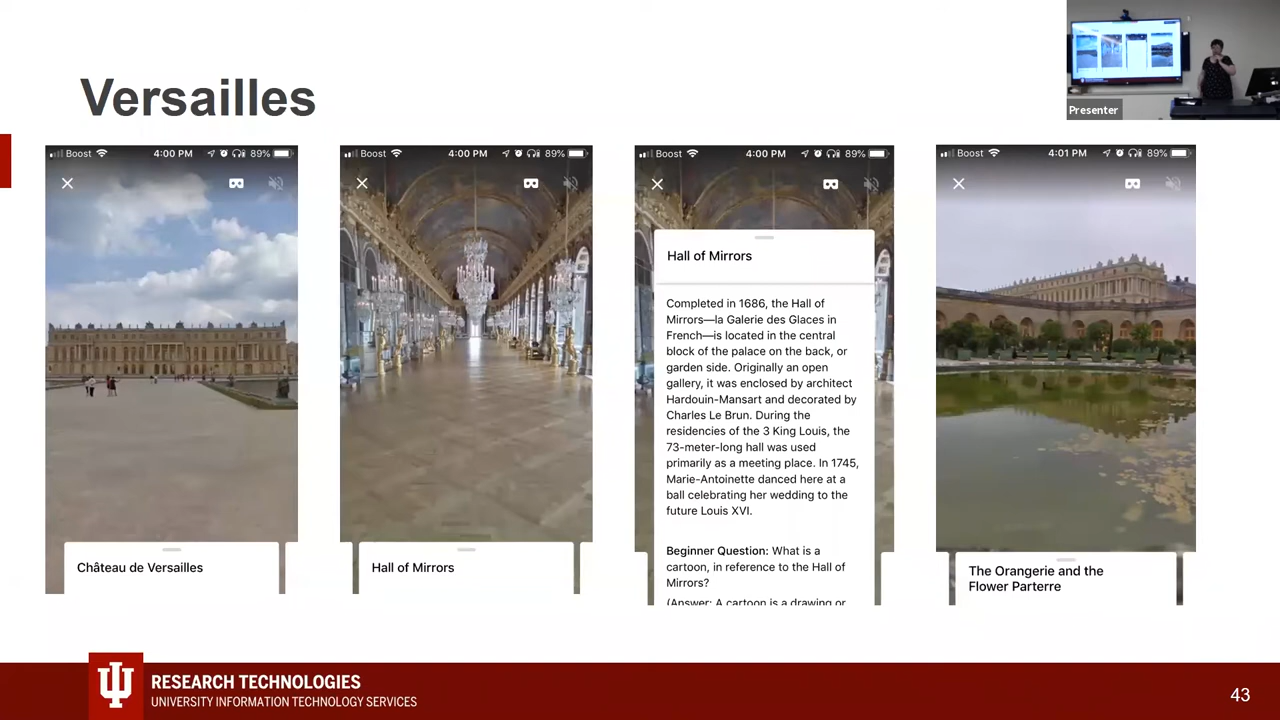 Versailles
Presenter
Boost 4:00 PM 89%
Château de Versailles
Boost 4:00 PM 89%
Hall of Mirrors
Boost 4:00 PM 89%
Hall of Mirrors
Completed in 1686, the Hall of
Mirrors—la Galerie des Glaces in
French—is located in the central
block of the palace on the back, or
garden side. Originally an open
gallery, it was enclosed by architect
Hardouin-Mansart and decorated by
Charles Le Brun. During the
residencies of the 3 King Louis, the
73-meter-long hall was used
primarily as a meeting place. In 1745,
Marie-Antoinette danced here at a
ball celebrating her wedding to the
future Louis XVI.
Beginner Question: What is a
cartoon, in reference to the Hall of
Mirrors?
(Answer: A cartoon is a drawing or
Boost 4:01 PM 89%
The Orangerie and the
Flower Parterre
RESEARCH TECHNOLOGIES
UNIVERSITY INFORMATION TECHNOLOGY SERVICES
43